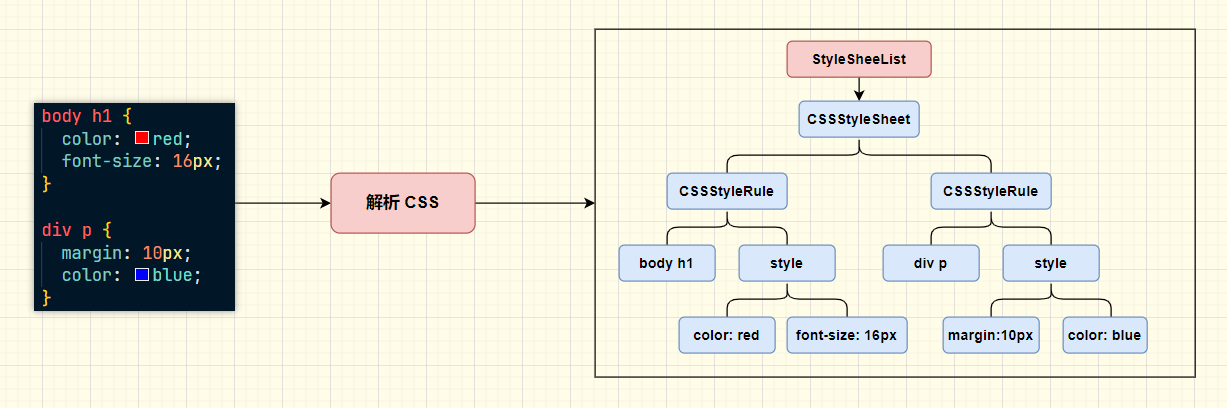 body h1 {
color: red;
font-size: 16px;
}
div p {
margin: 10px;
color: blue;
}
解析 CSS
StyleSheeList
CSSStyleSheet
CSSStyleRule
CSSStyleRule
body h1
style
div p
style
color: red
font-size: 16px
margin:10px
color: blue